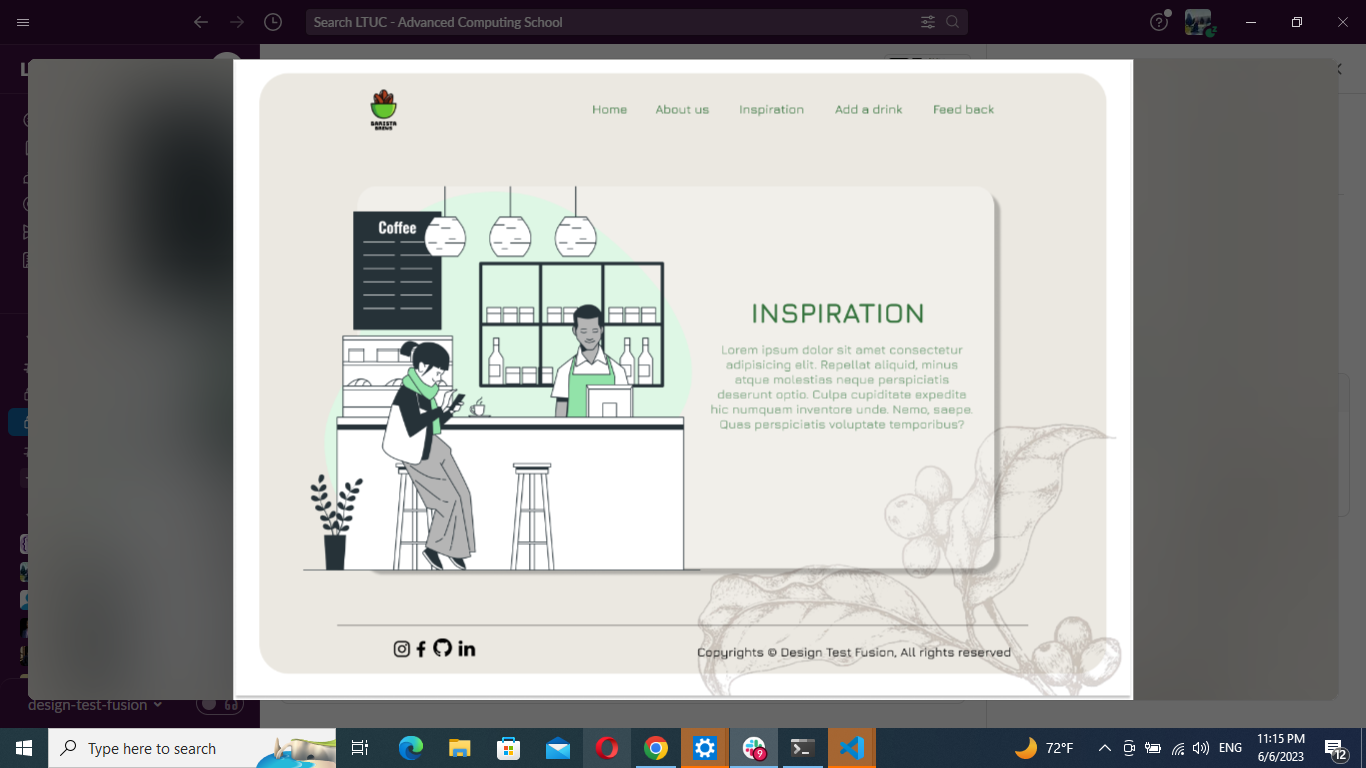 Search LTUC - Advanced Computing School
BARISTA
BREWS
Home
About us
Inspiration
Add a drink
Feed back
Coffee
INSPIRATION
Lorem ipsum dolor sit amet consectetur
adipisicing elit. Repellat aliquid, minus
atque molestias neque perspiciatis
deserunt optio. Culpa cupiditate expedita
hic numquam inventore unde. Nemo, saepe.
Quas perspiciatis voluptate temporibus?
Copyrights © Design Test Fusion, All rights reserved
design-test-fusion
Type here to search
9
72°F
ENG
11:15 PM
6/6/2023
12